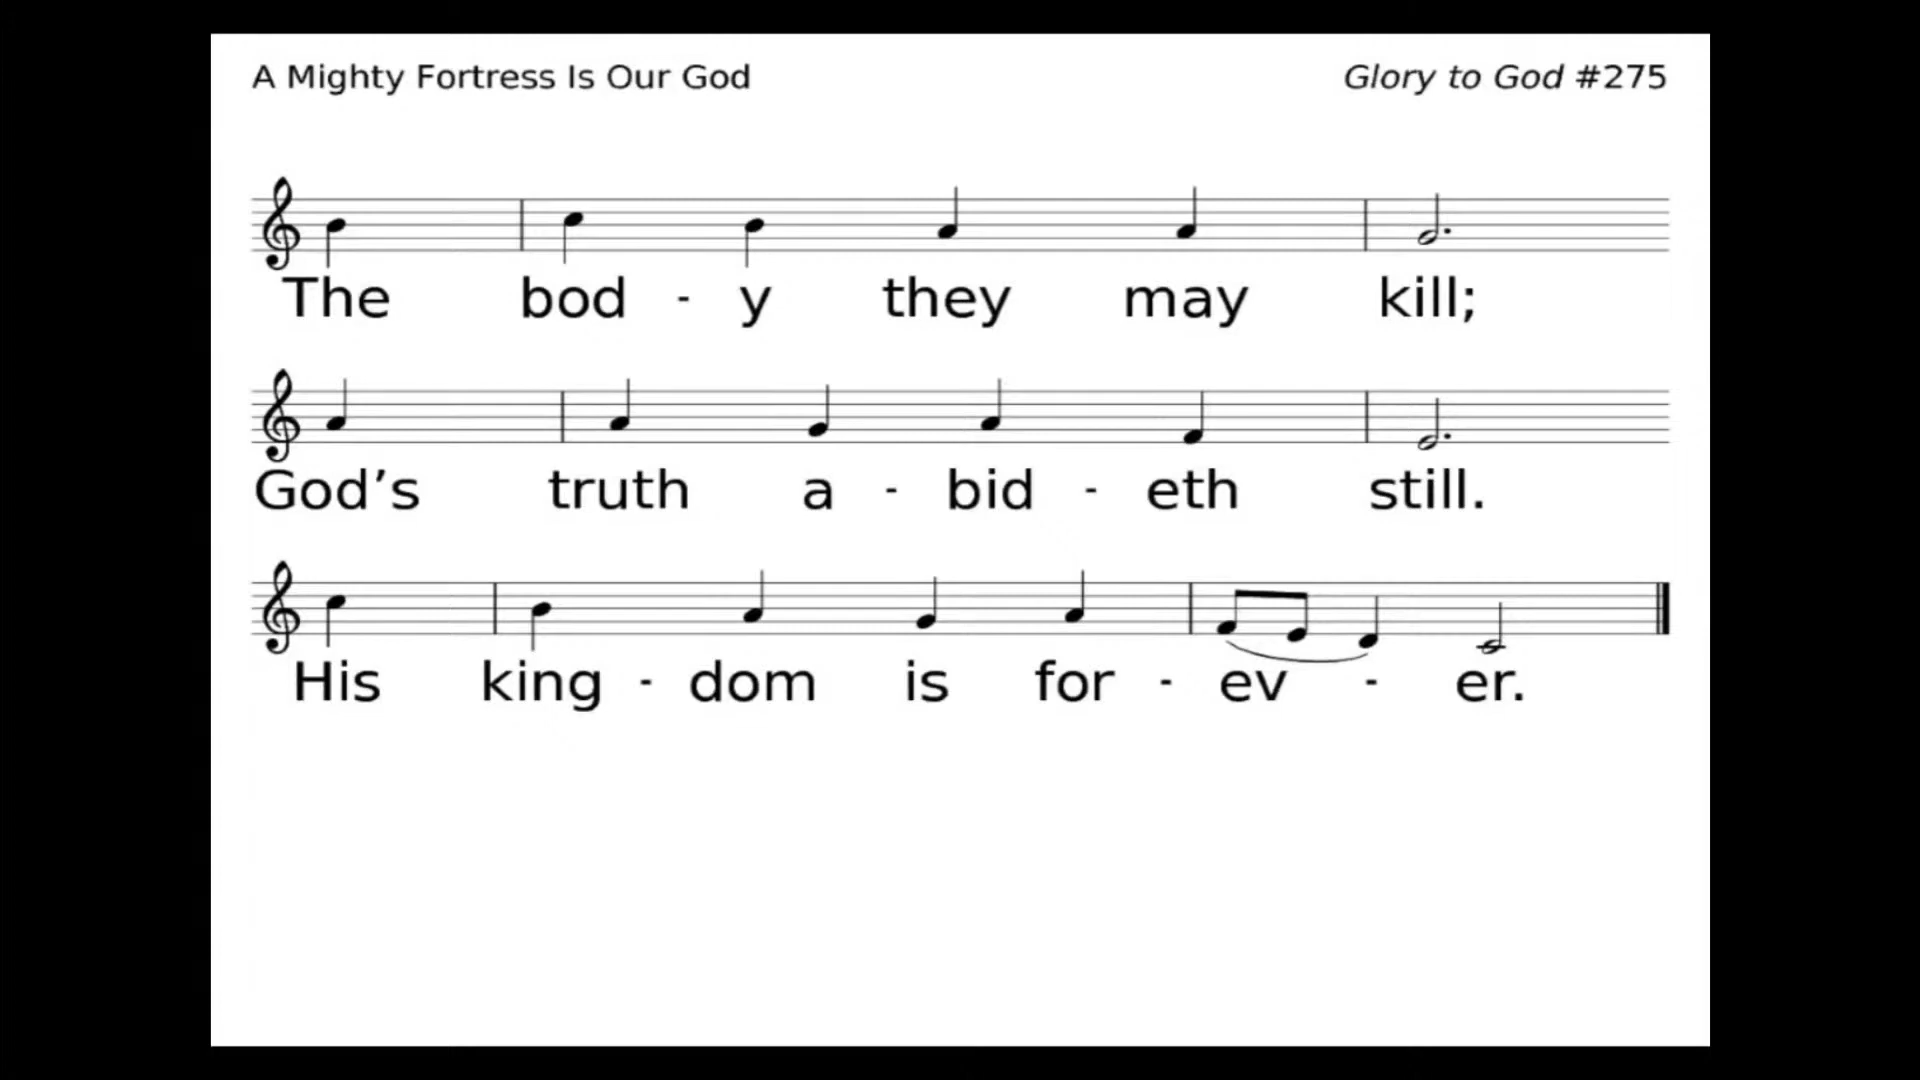 A Mighty Fortress Is Our God
Glory to God #275
The bod - y they may kill;
God’s truth a - bid - eth still.
His king - dom is for - ev - er.